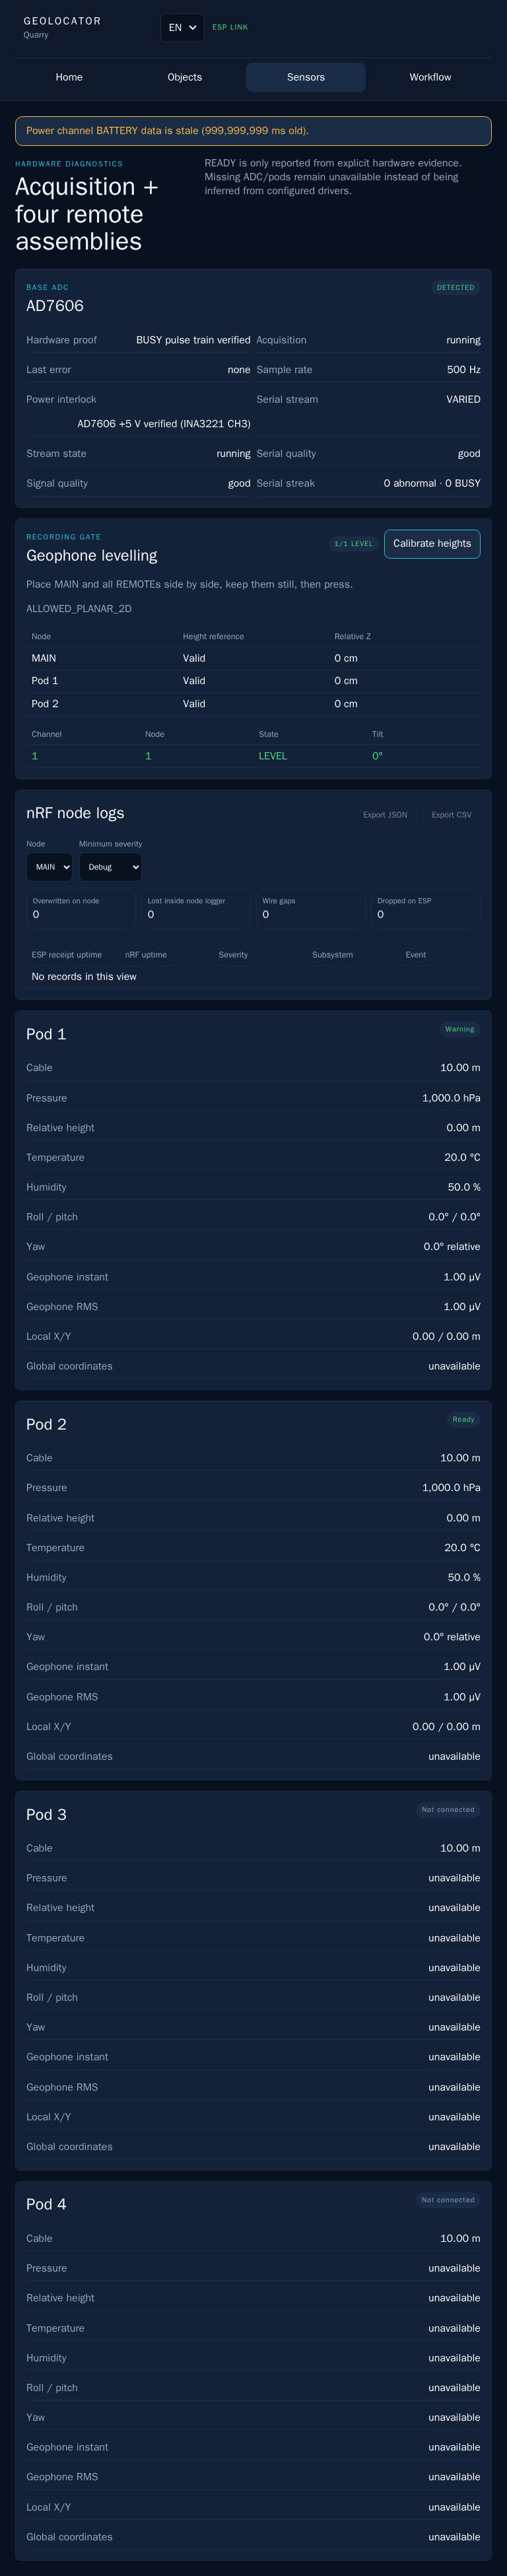 GEOLOCATOR
Quarry
EN
ESP LINK
Home
Objects
Sensors
Workflow
Power channel BATTERY data is stale (999,999,999 ms old).
HARDWARE DIAGNOSTICS
Acquisition +
four remote
assemblies
READY is only reported from explicit hardware evidence.
Missing ADC/pods remain unavailable instead of being
inferred from configured drivers.
BASE ADC
DETECTED
AD7606
Hardware proof BUSY pulse train verified
Acquisition running
Last error none
Sample rate 500 Hz
Power interlock
AD7606 +5 V verified (INA3221 CH3)
Serial stream VARIED
Stream state running
Serial quality good
Signal quality good
Serial streak 0 abnormal · 0 BUSY
RECORDING GATE
Geophone levelling
1/1 LEVEL
Calibrate heights
Place MAIN and all REMOTEs side by side, keep them still, then press.
ALLOWED_PLANAR_2D
Node Height reference Relative Z
MAIN Valid 0 cm
Pod 1 Valid 0 cm
Pod 2 Valid 0 cm
Channel Node State Tilt
1 1 LEVEL 0°
nRF node logs
Export JSON
Export CSV
Node
MAIN
Minimum severity
Debug
Overwritten on node
0
Lost inside node logger
0
Wire gaps
0
Dropped on ESP
0
ESP receipt uptime nRF uptime Severity Subsystem Event
No records in this view
Pod 1
Warning
Cable 10.00 m
Pressure 1,000.0 hPa
Relative height 0.00 m
Temperature 20.0 °C
Humidity 50.0 %
Roll / pitch 0.0° / 0.0°
Yaw 0.0° relative
Geophone instant 1.00 µV
Geophone RMS 1.00 µV
Local X/Y 0.00 / 0.00 m
Global coordinates unavailable
Pod 2
Ready
Cable 10.00 m
Pressure 1,000.0 hPa
Relative height 0.00 m
Temperature 20.0 °C
Humidity 50.0 %
Roll / pitch 0.0° / 0.0°
Yaw 0.0° relative
Geophone instant 1.00 µV
Geophone RMS 1.00 µV
Local X/Y 0.00 / 0.00 m
Global coordinates unavailable
Pod 3
Not connected
Cable 10.00 m
Pressure unavailable
Relative height unavailable
Temperature unavailable
Humidity unavailable
Roll / pitch unavailable
Yaw unavailable
Geophone instant unavailable
Geophone RMS unavailable
Local X/Y unavailable
Global coordinates unavailable
Pod 4
Not connected
Cable 10.00 m
Pressure unavailable
Relative height unavailable
Temperature unavailable
Humidity unavailable
Roll / pitch unavailable
Yaw unavailable
Geophone instant unavailable
Geophone RMS unavailable
Local X/Y unavailable
Global coordinates unavailable